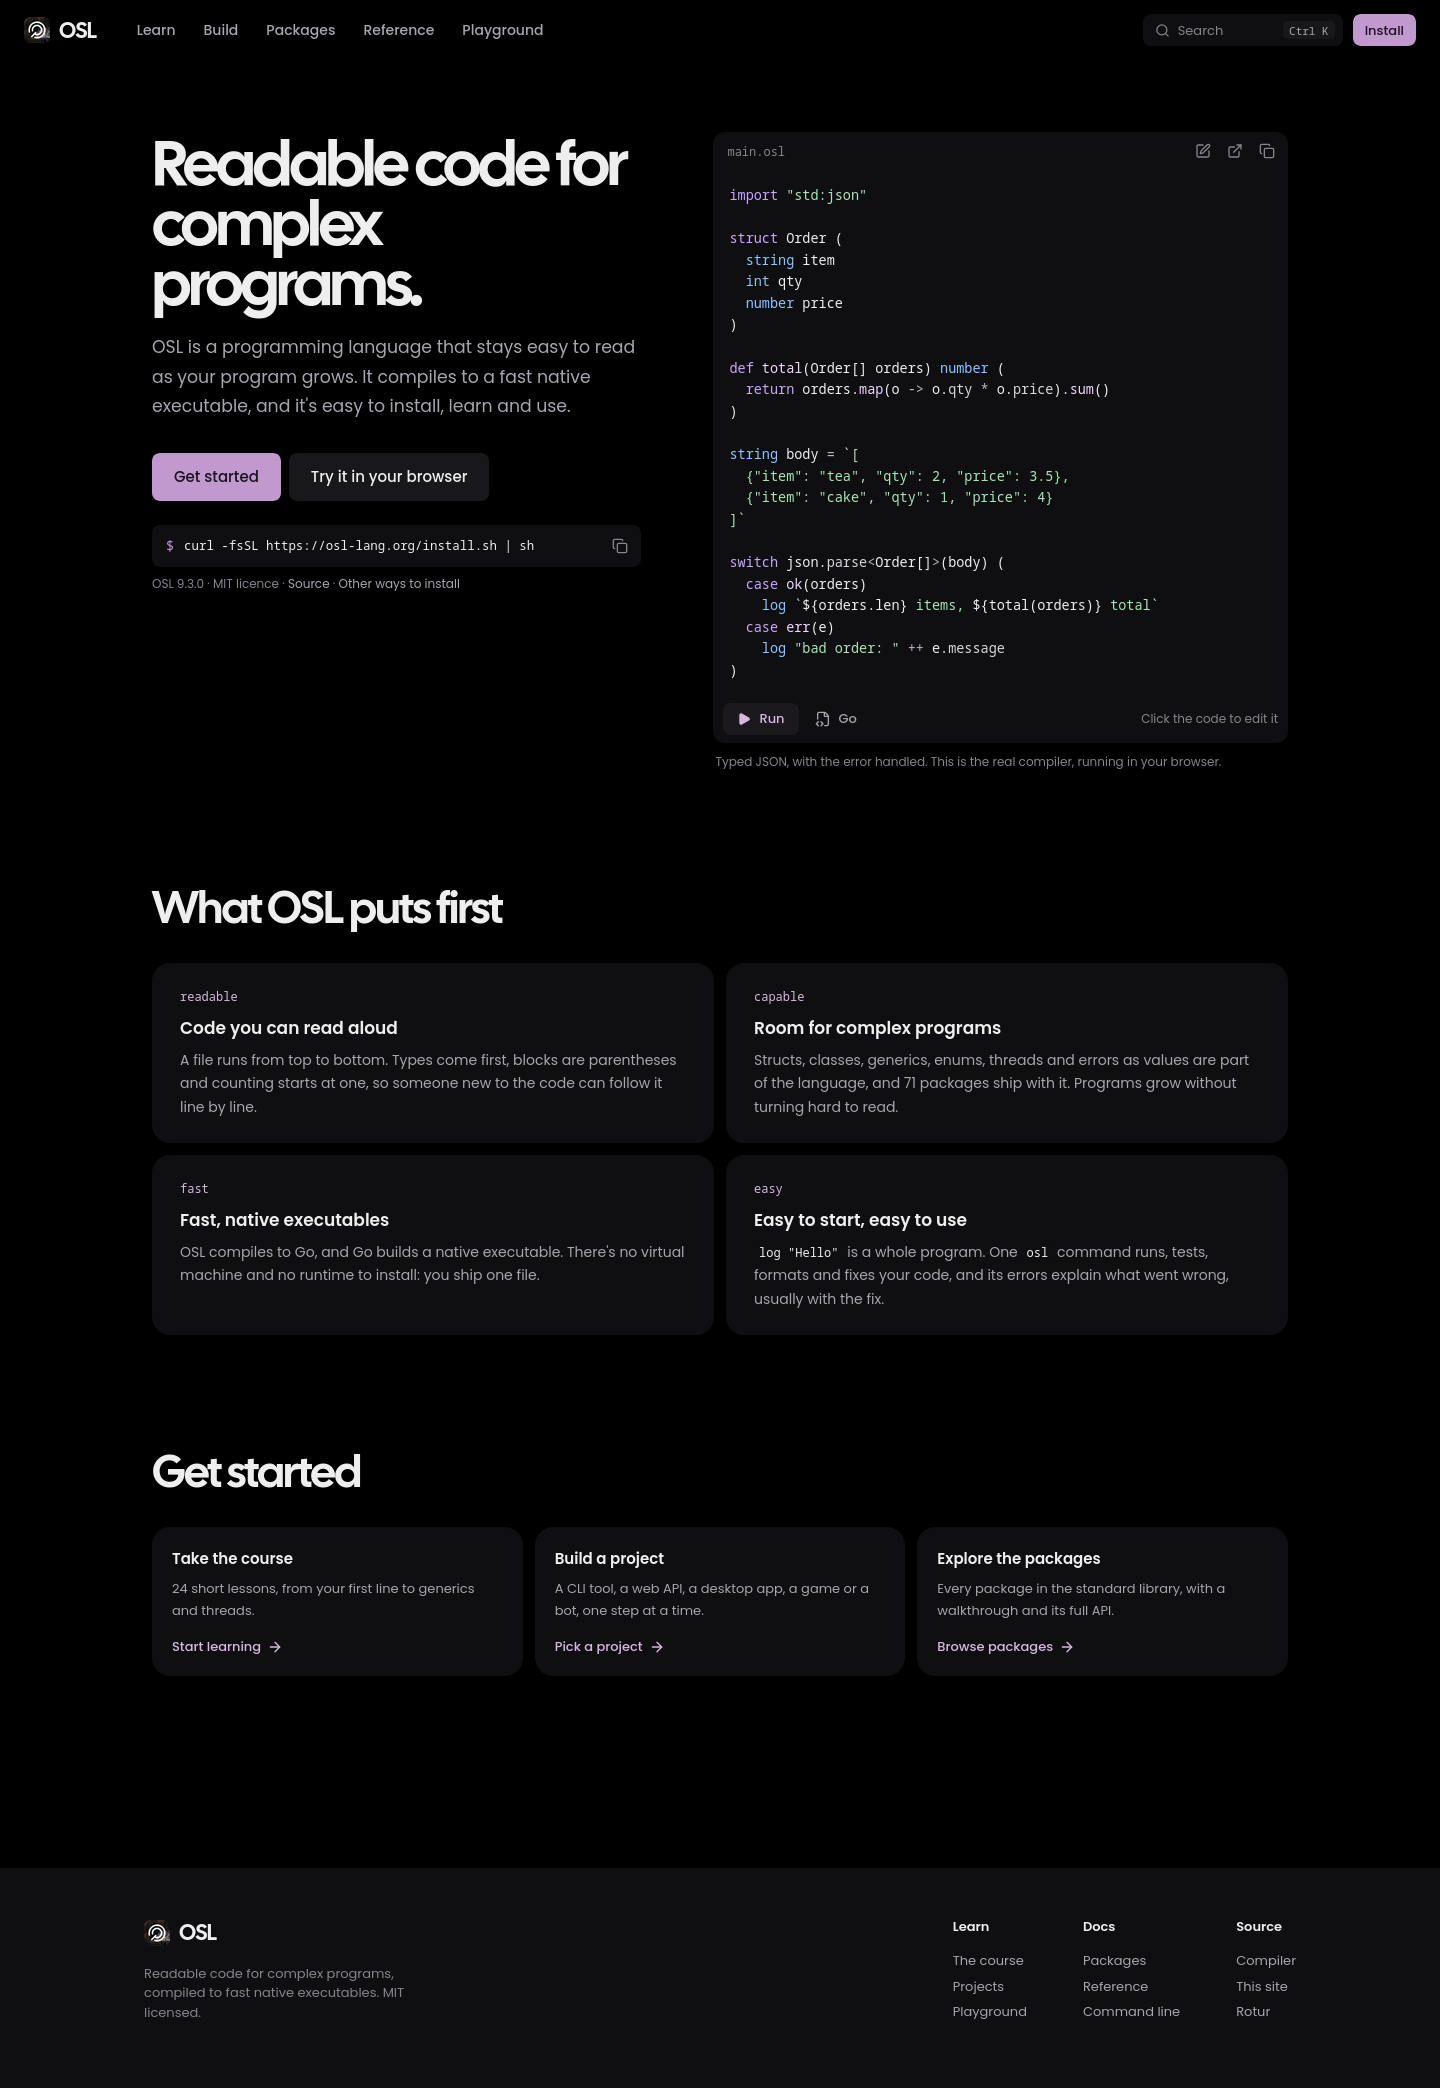 OSL
Learn Build Packages Reference Playground
Search Ctrl K
Install
Readable code for
complex
programs.
OSL is a programming language that stays easy to read
as your program grows. It compiles to a fast native
executable, and it's easy to install, learn and use.
Get started
Try it in your browser
$ curl -fsSL https://osl-lang.org/install.sh | sh
OSL 9.3.0 · MIT licence · Source · Other ways to install
main.osl
import "std:json"
struct Order (
  string item
  int qty
  number price
)
def total(Order[] orders) number (
  return orders.map(o -> o.qty * o.price).sum()
)
string body = `[
  {"item": "tea", "qty": 2, "price": 3.5},
  {"item": "cake", "qty": 1, "price": 4}
]`
switch json.parse<Order[]>(body) (
  case ok(orders)
    log `${orders.len} items, ${total(orders)} total`
  case err(e)
    log "bad order: " ++ e.message
)
Run Go Click the code to edit it
Typed JSON, with the error handled. This is the real compiler, running in your browser.
What OSL puts first
readable
Code you can read aloud
A file runs from top to bottom. Types come first, blocks are parentheses
and counting starts at one, so someone new to the code can follow it
line by line.
capable
Room for complex programs
Structs, classes, generics, enums, threads and errors as values are part
of the language, and 71 packages ship with it. Programs grow without
turning hard to read.
fast
Fast, native executables
OSL compiles to Go, and Go builds a native executable. There's no virtual
machine and no runtime to install: you ship one file.
easy
Easy to start, easy to use
log "Hello" is a whole program. One osl command runs, tests,
formats and fixes your code, and its errors explain what went wrong,
usually with the fix.
Get started
Take the course
24 short lessons, from your first line to generics
and threads.
Start learning →
Build a project
A CLI tool, a web API, a desktop app, a game or a
bot, one step at a time.
Pick a project →
Explore the packages
Every package in the standard library, with a
walkthrough and its full API.
Browse packages →
OSL
Readable code for complex programs,
compiled to fast native executables. MIT
licensed.
Learn
The course
Projects
Playground
Docs
Packages
Reference
Command line
Source
Compiler
This site
Rotur